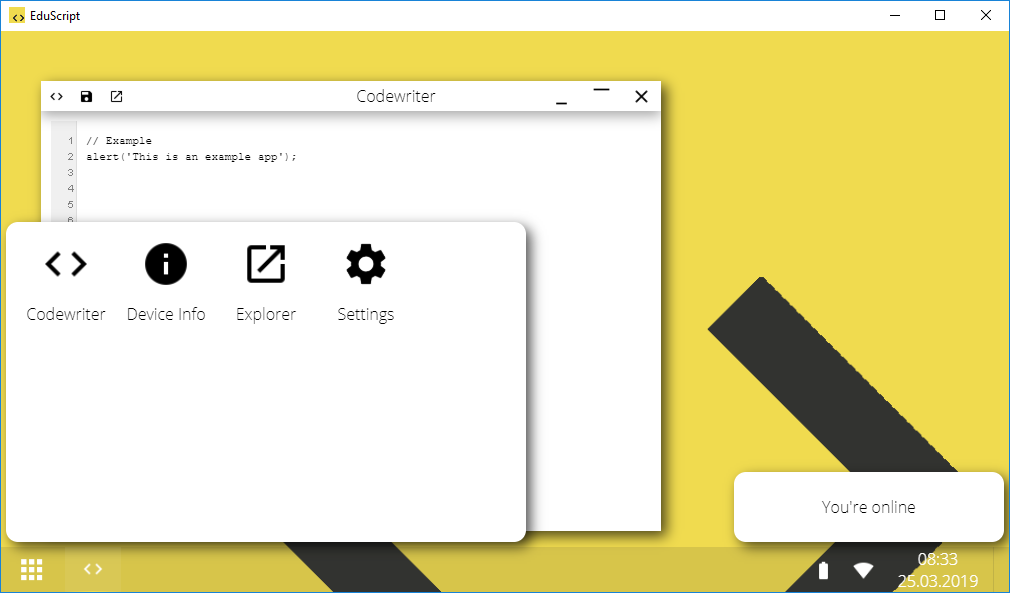 EduScript
Codewriter
1 // Example
2 alert('This is an example app');
3
4
5
6
Codewriter Device Info Explorer Settings
You're online
08:33
25.03.2019